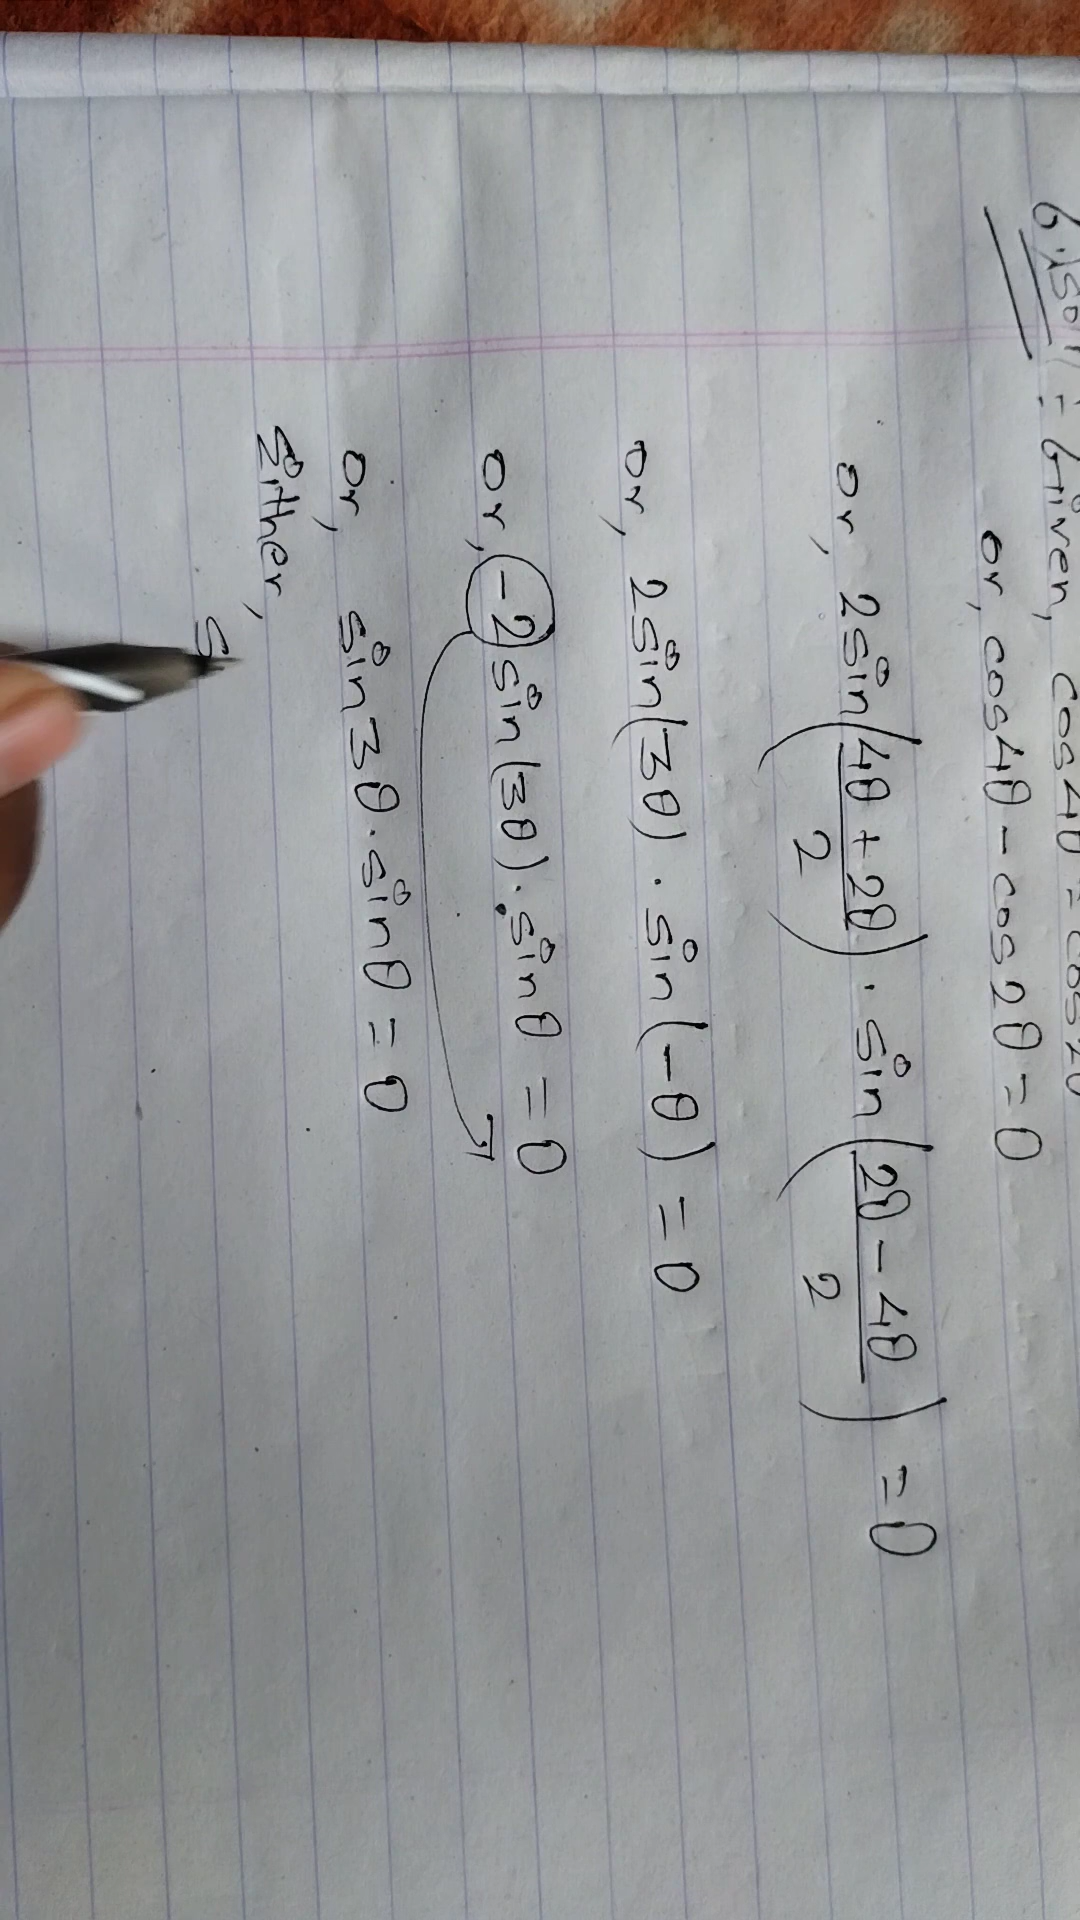 6. Sol^n = Given, cos4θ = cos2θ
or, cos4θ - cos2θ = 0
or, 2sin(4θ + 2θ / 2) . sin(2θ - 4θ / 2) = 0
or, 2sin(3θ) . sin(-θ) = 0
or, -2 sin(3θ) . sinθ = 0
or, sin3θ . sinθ = 0
Either,
S